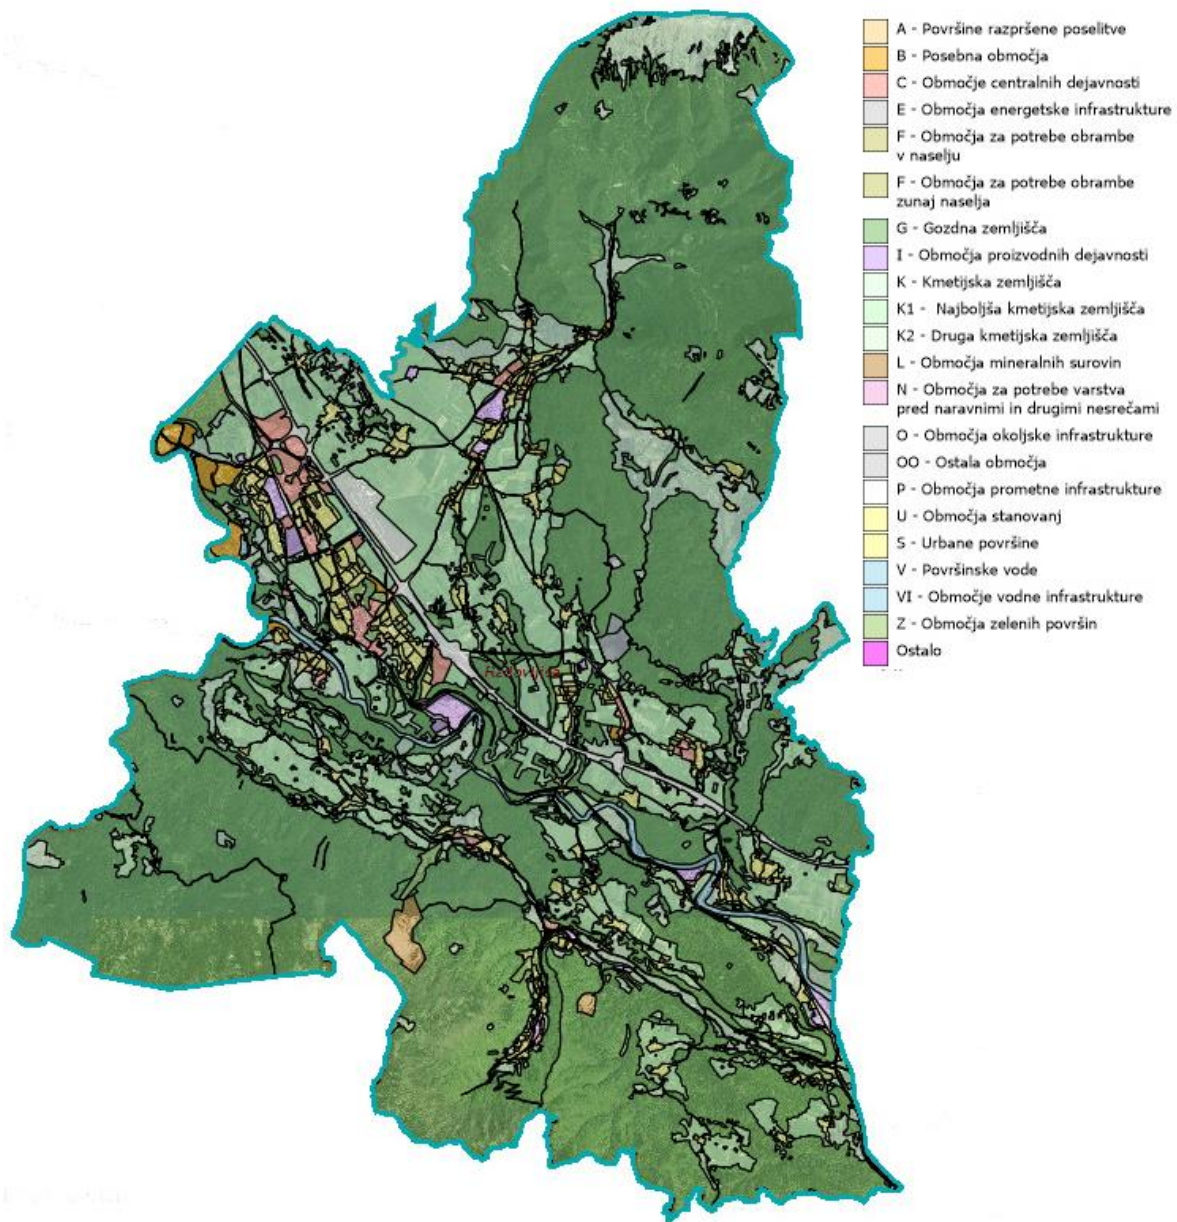 A - Površine razpršene poselitve
B - Posebna območja
C - Območje centralnih dejavnosti
E - Območja energetske infrastrukture
F - Območja za potrebe obrambe
v naselju
F - Območja za potrebe obrambe
zunaj naselja
G - Gozdna zemljišča
I - Območja proizvodnih dejavnosti
K - Kmetijska zemljišča
K1 - Najboljša kmetijska zemljišča
K2 - Druga kmetijska zemljišča
L - Območja mineralnih surovin
N - Območja za potrebe varstva
pred naravnimi in drugimi nesrečami
O - Območja okoljske infrastrukture
OO - Ostala območja
P - Območja prometne infrastrukture
U - Območja stanovanj
S - Urbane površine
V - Površinske vode
VI - Območje vodne infrastrukture
Z - Območja zelenih površin
Ostalo
Radovljica